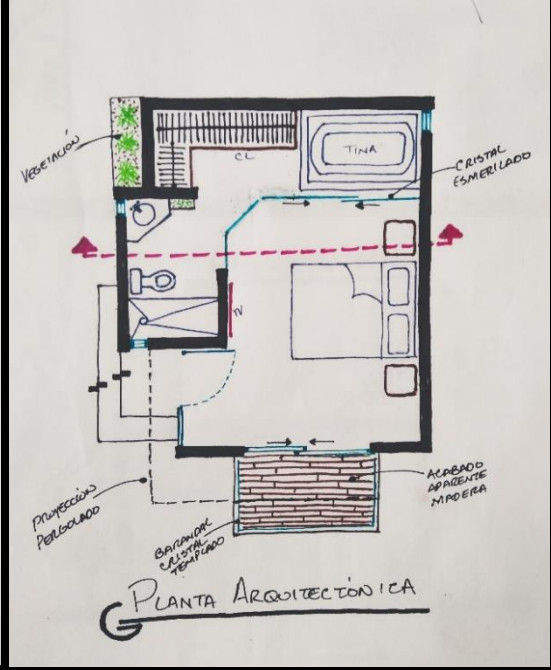 VEGETACIÓN
CL
TINA
CRISTAL
ESMERILADO
TV
PROYECCIÓN
PERGOLADO
BARANDAL
CRISTAL
TEMPLADO
ACABADO
APARENTE
MADERA
PLANTA ARQUITECTÓNICA